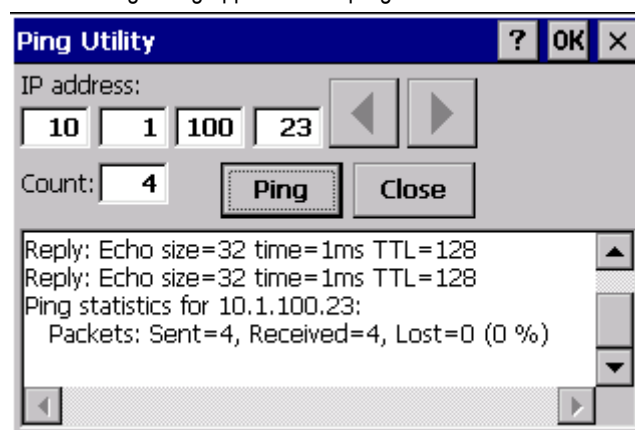 Ping Utility ? OK ×
IP address:
10 1 100 23
Count: 4 Ping Close
Reply: Echo size=32 time=1ms TTL=128
Reply: Echo size=32 time=1ms TTL=128
Ping statistics for 10.1.100.23:
Packets: Sent=4, Received=4, Lost=0 (0 %)